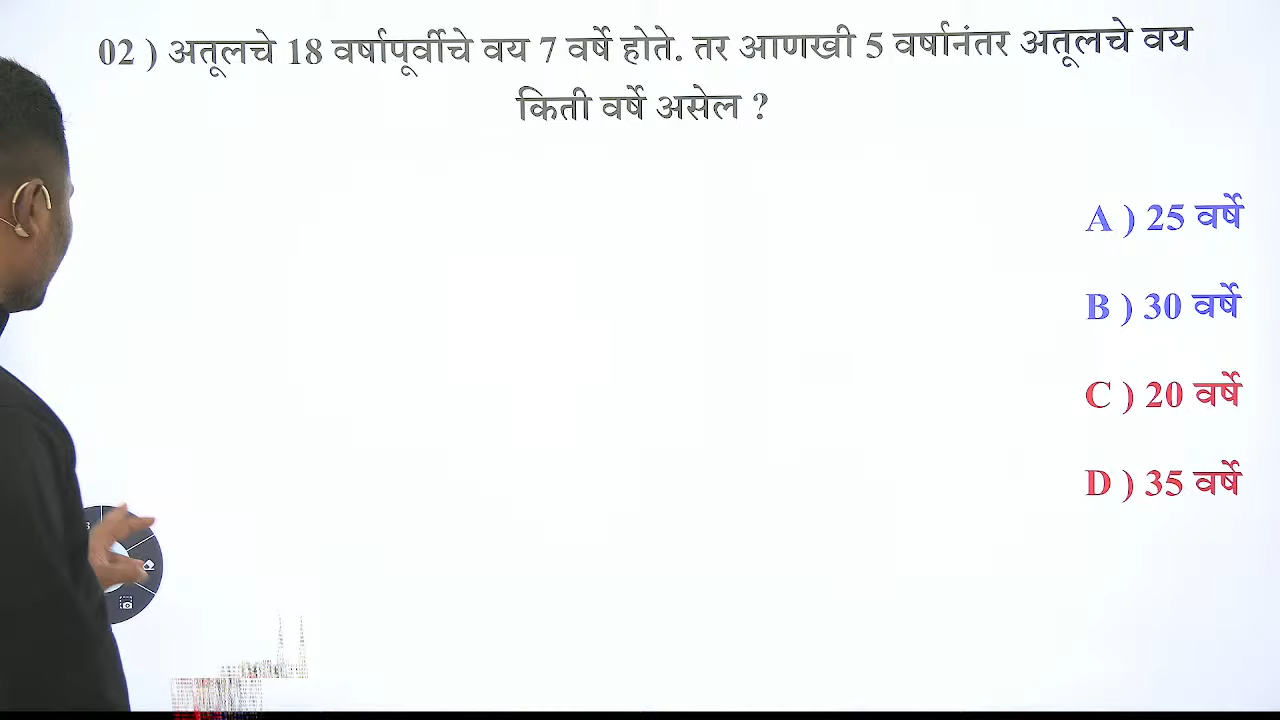 02 ) अतूलचे 18 वर्षापूर्वीचे वय 7 वर्षे होते. तर आणखी 5 वर्षानंतर अतूलचे वय
किती वर्षे असेल ?
A ) 25 वर्षे
B ) 30 वर्षे
C ) 20 वर्षे
D ) 35 वर्षे